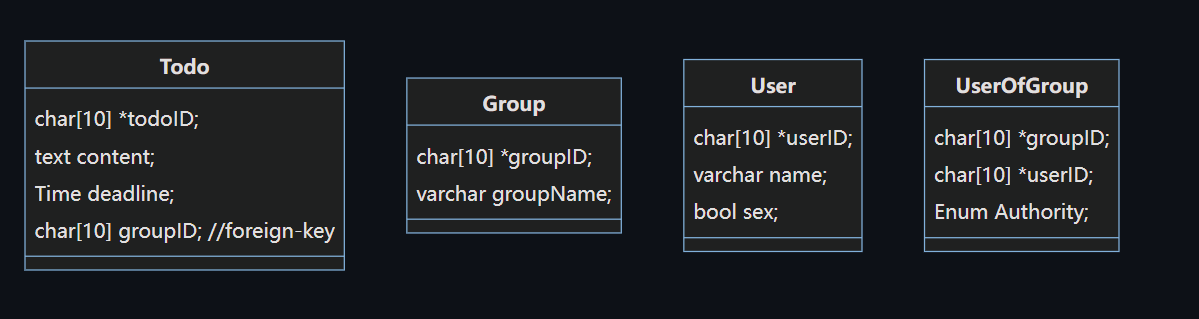 Todo
char[10] *todoID;
text content;
Time deadline;
char[10] groupID; //foreign-key
Group
char[10] *groupID;
varchar groupName;
User
char[10] *userID;
varchar name;
bool sex;
UserOfGroup
char[10] *groupID;
char[10] *userID;
Enum Authority;